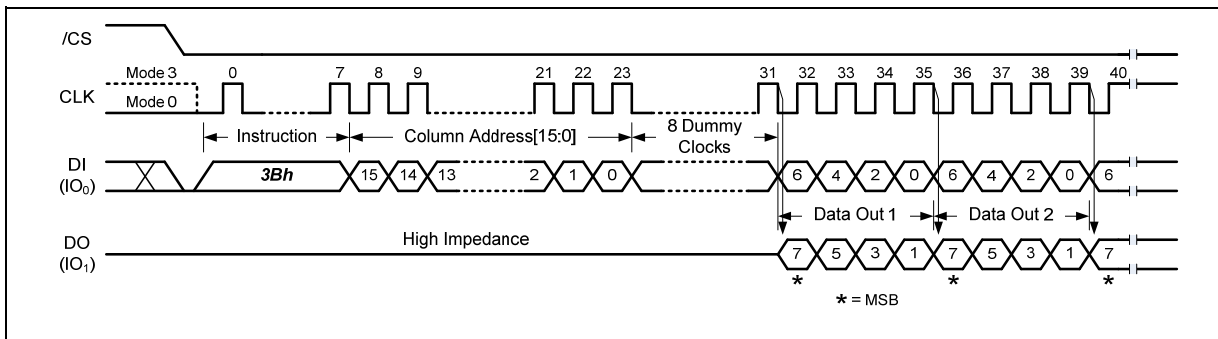 /CS
Mode 3
0 7 8 9 21 22 23 31 32 33 34 35 36 37 38 39 40
CLK
Mode 0
Instruction
Column Address[15:0]
8 Dummy
Clocks
DI
(IO₀)
3Bh
15 14 13 2 1 0 6 4 2 0 6 4 2 0 6
Data Out 1
Data Out 2
High Impedance
DO
(IO₁)
7 5 3 1 7 5 3 1 7
* * *
* = MSB